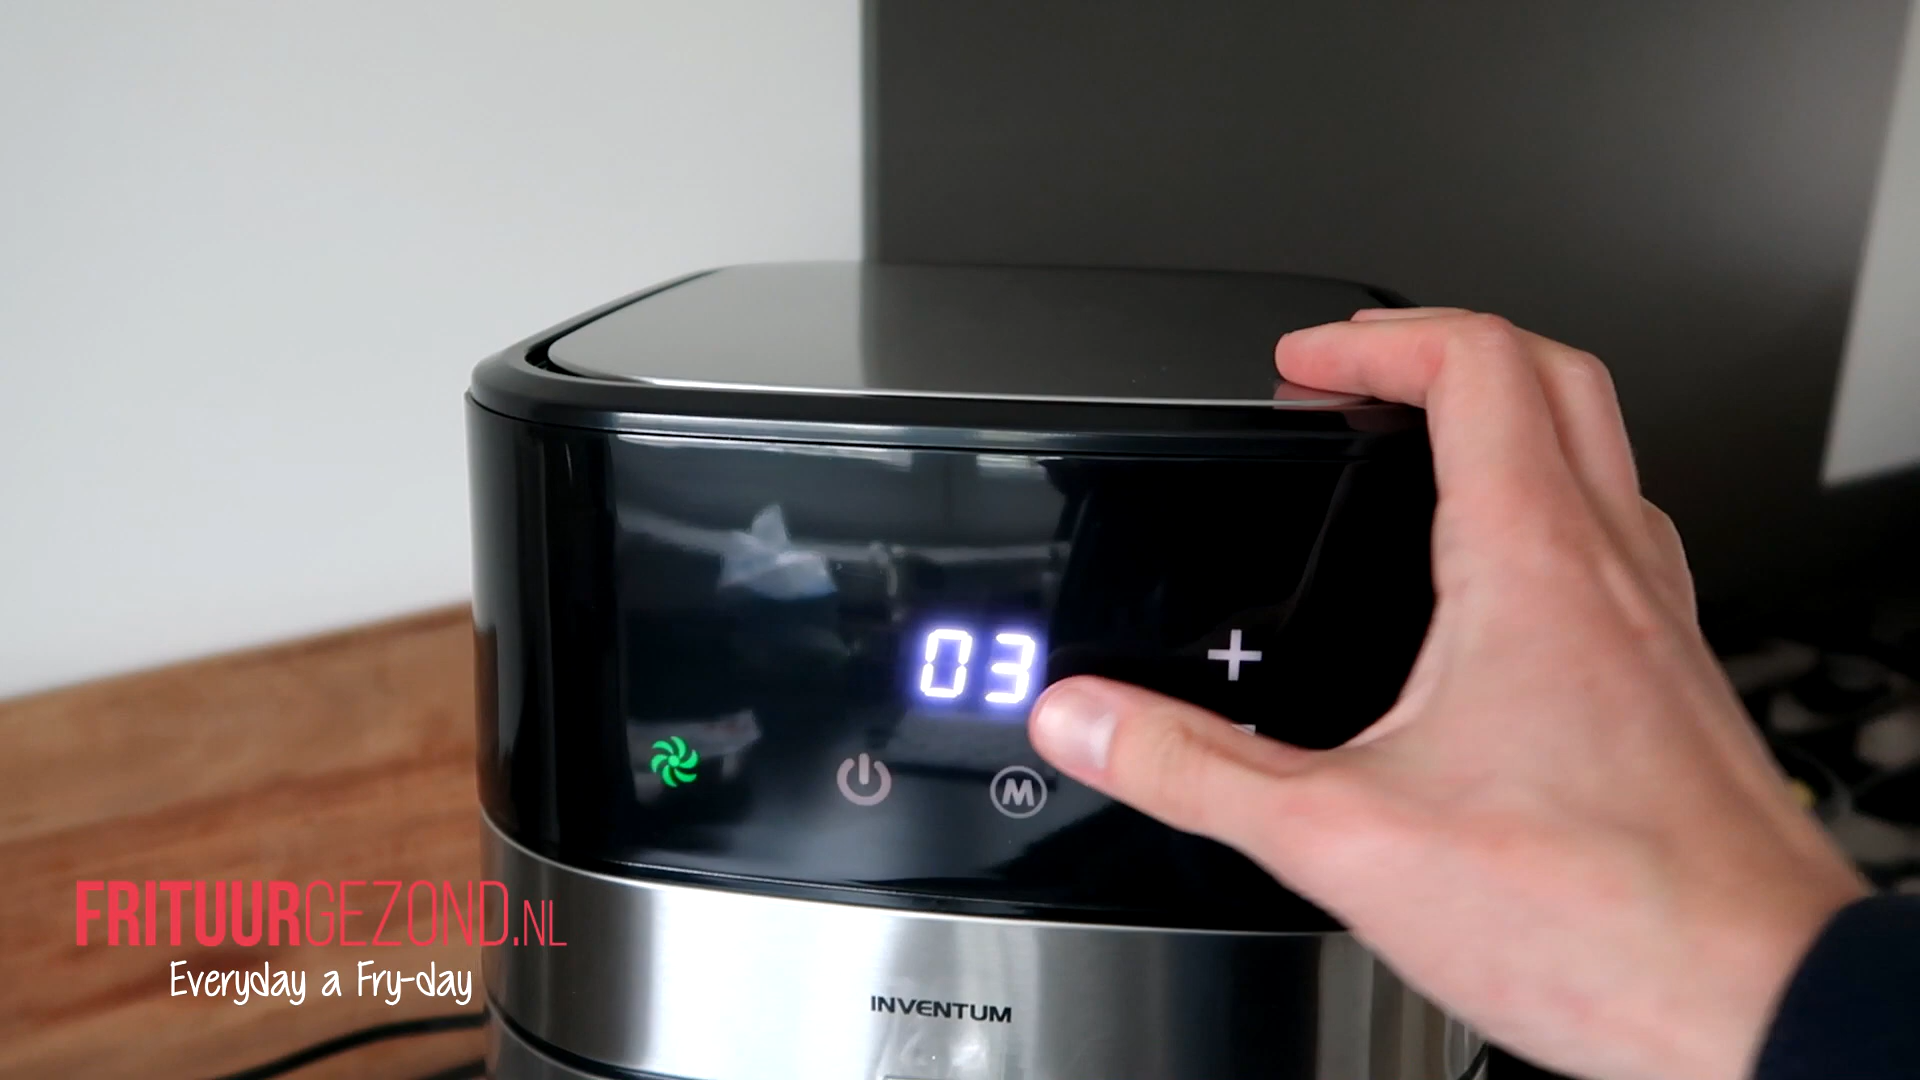 03
+
M
FRITUURGEZOND.NL
Everyday a Fry-day
INVENTUM